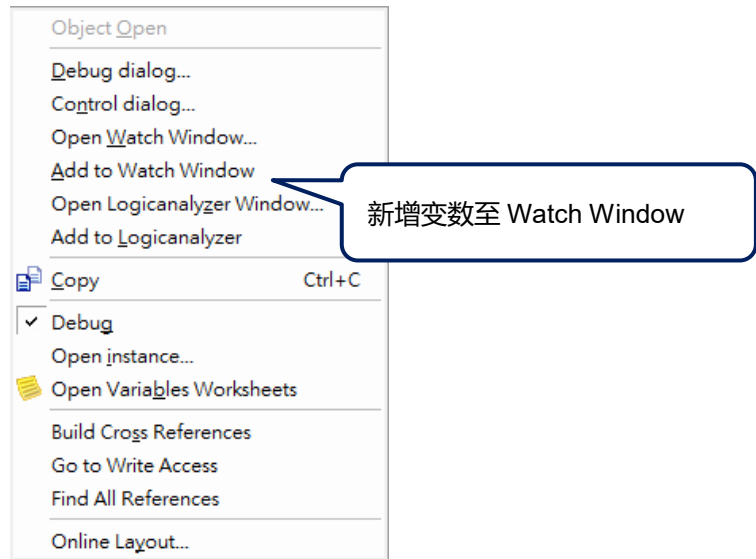 Object Open
Debug dialog...
Control dialog...
Open Watch Window...
Add to Watch Window
Open Logicanalyzer Window...
Add to Logicanalyzer
新增变数至 Watch Window
Copy Ctrl+C
Debug
Open instance...
Open Variables Worksheets
Build Cross References
Go to Write Access
Find All References
Online Layout...